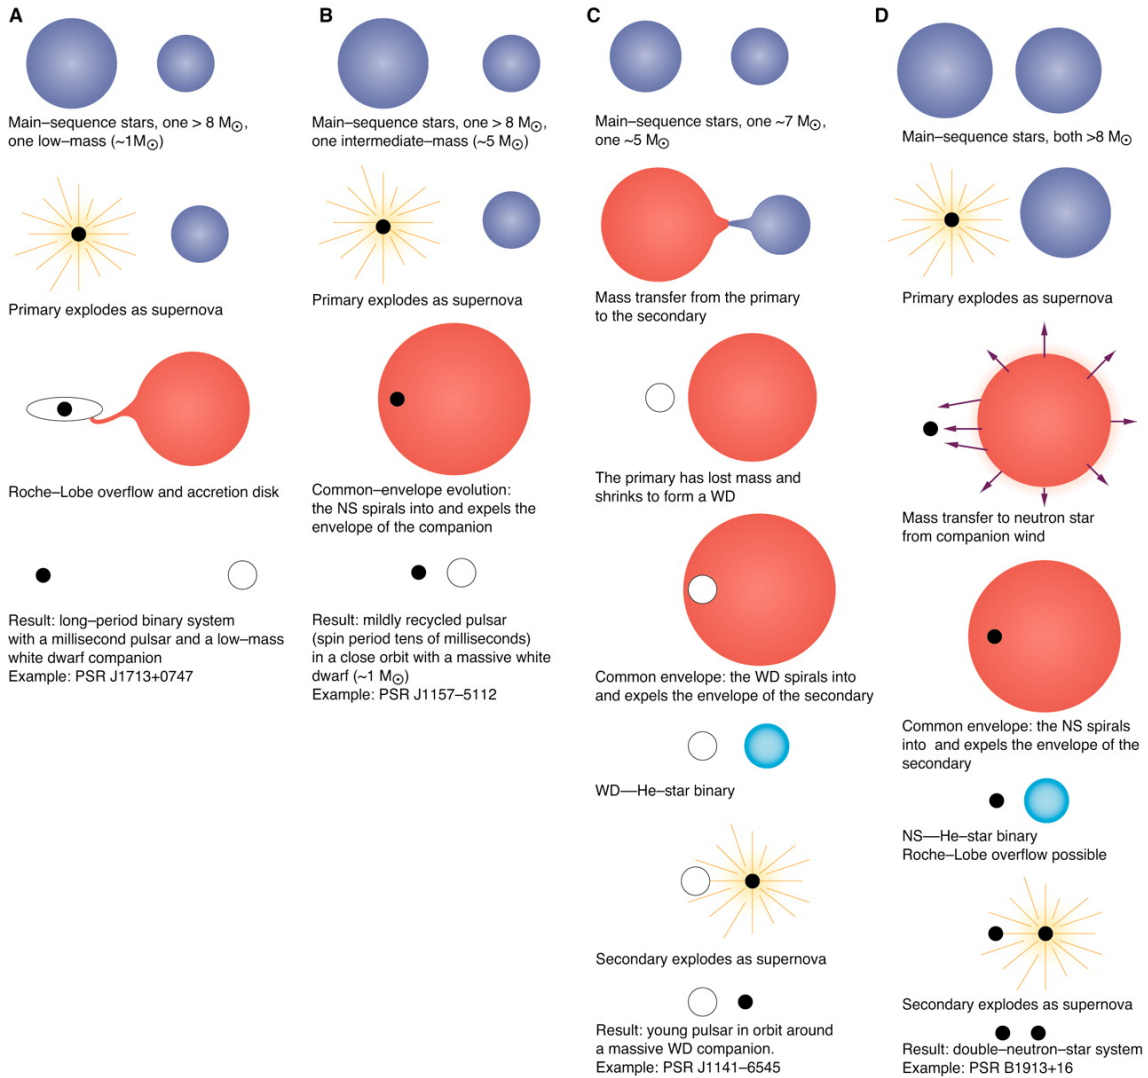 A
Main–sequence stars, one > 8 M☉,
one low–mass (~1M☉)
Primary explodes as supernova
Roche–Lobe overflow and accretion disk
Result: long–period binary system
with a millisecond pulsar and a low–mass
white dwarf companion
Example: PSR J1713+0747
B
Main–sequence stars, one > 8 M☉,
one intermediate–mass (~5 M☉)
Primary explodes as supernova
Common–envelope evolution:
the NS spirals into and expels the
envelope of the companion
Result: mildly recycled pulsar
(spin period tens of milliseconds)
in a close orbit with a massive white
dwarf (~1 M☉)
Example: PSR J1157–5112
C
Main–sequence stars, one ~7 M☉,
one ~5 M☉
Mass transfer from the primary
to the secondary
The primary has lost mass and
shrinks to form a WD
Common envelope: the WD spirals into
and expels the envelope of the secondary
WD—He–star binary
Secondary explodes as supernova
Result: young pulsar in orbit around
a massive WD companion.
Example: PSR J1141–6545
D
Main–sequence stars, both >8 M☉
Primary explodes as supernova
Mass transfer to neutron star
from companion wind
Common envelope: the NS spirals
into and expels the envelope of the
secondary
NS—He–star binary
Roche–Lobe overflow possible
Secondary explodes as supernova
Result: double–neutron–star system
Example: PSR B1913+16